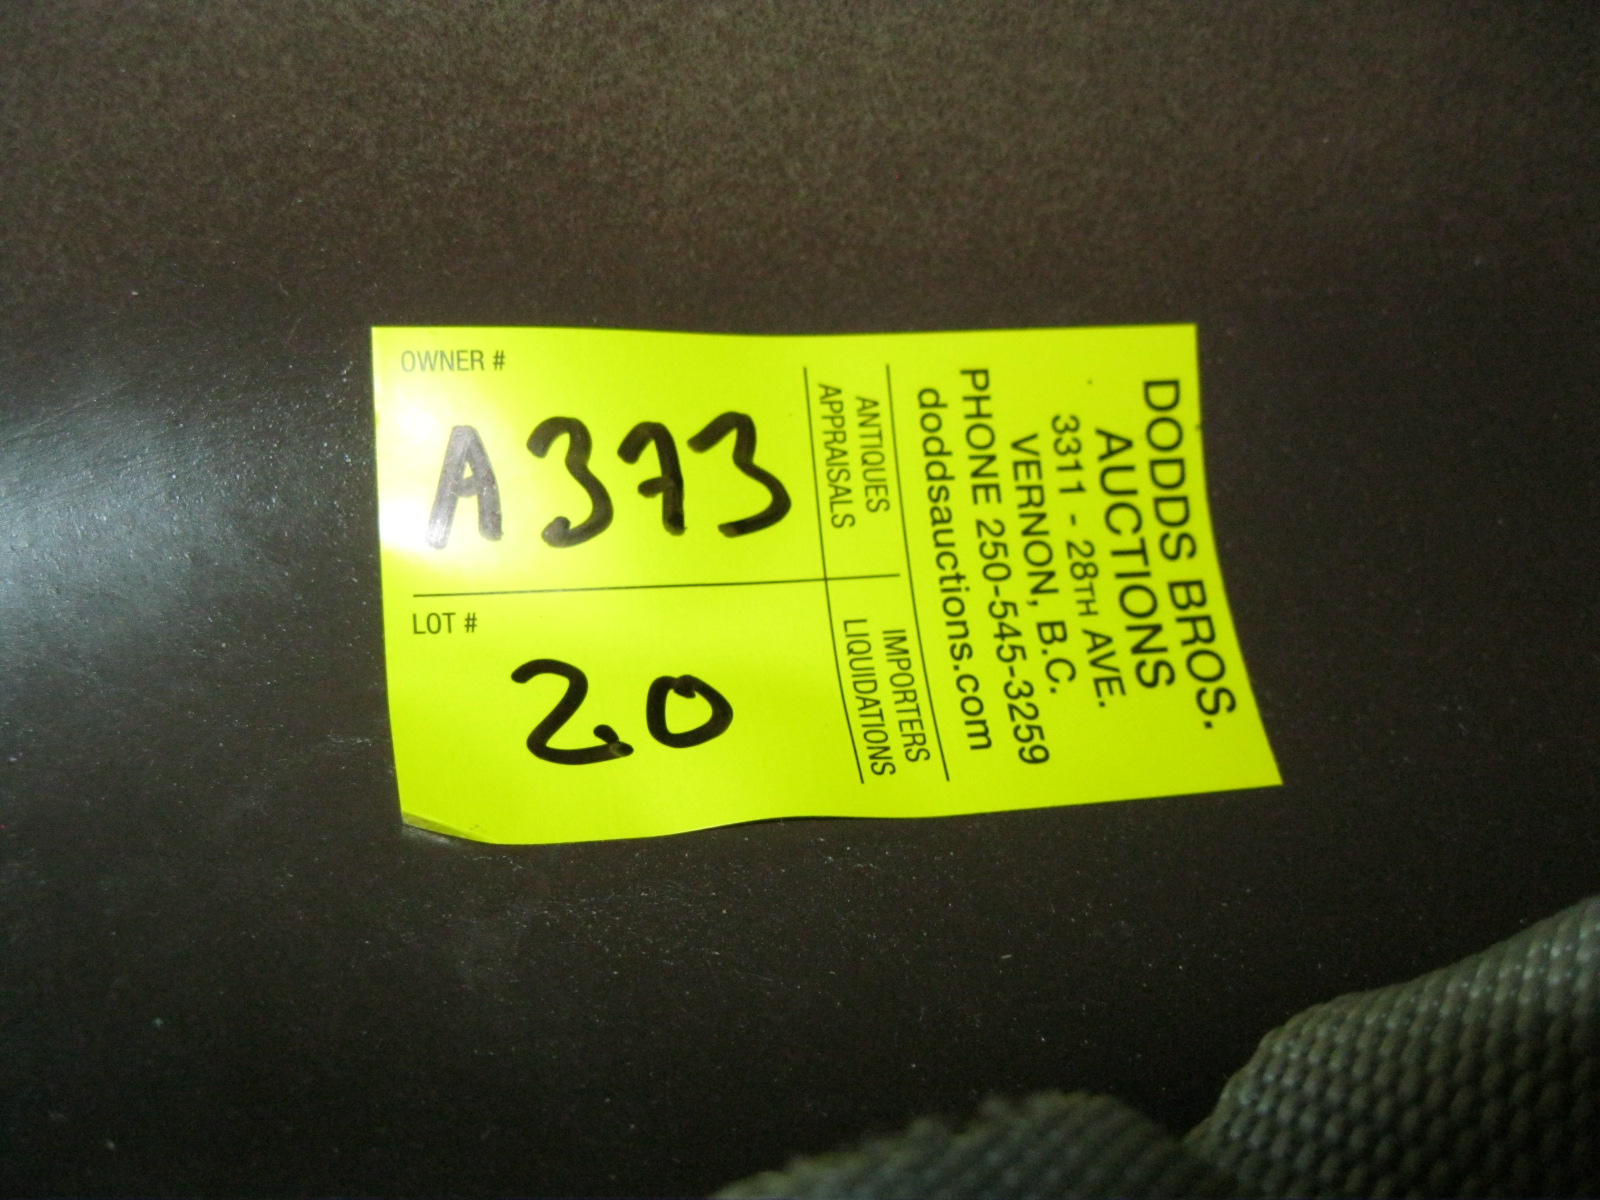 OWNER #
A373
LOT #
20
DODDS BROS.
AUCTIONS
3311 - 28TH AVE.
VERNON, B.C.
PHONE 250-545-3259
doddsauctions.com
ANTIQUES
APPRAISALS
IMPORTERS
LIQUIDATIONS